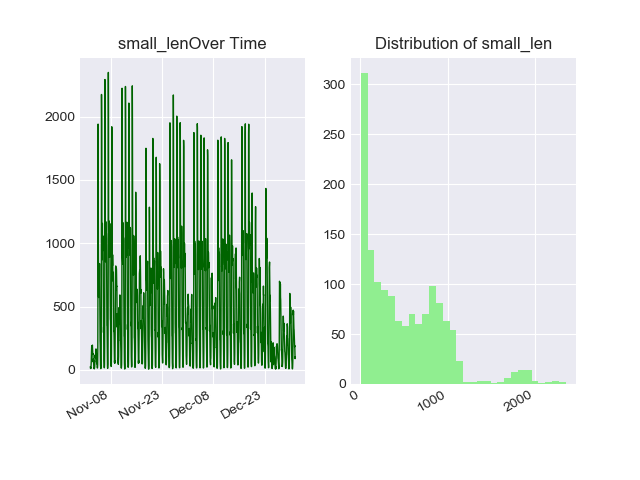 small_lenOver Time
2000
1500
1000
500
0
Nov-08
Nov-23
Dec-08
Dec-23
Distribution of small_len
300
250
200
150
100
50
0
0
1000
2000